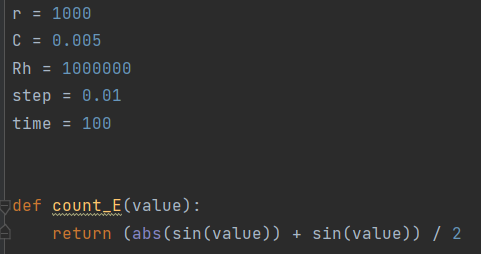 r = 1000
C = 0.005
Rh = 1000000
step = 0.01
time = 100
def count_E(value):
return (abs(sin(value)) + sin(value)) / 2